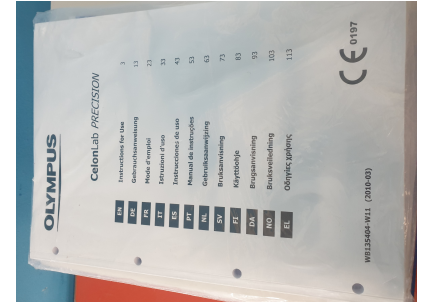 OLYMPUS
CelonLab PRECISION
EN Instructions for Use 3
DE Gebrauchsanweisung 13
FR Mode d'emploi 23
IT Istruzioni d'uso 33
ES Instrucciones de uso 43
PT Manual de instruções 53
NL Gebruiksaanwijzing 63
SV Bruksanvisning 73
FI Käyttöohje 83
DA Brugsanvisning 93
NO Bruksveiledning 103
EL Οδηγίες χρήσης 113
WB135404-W11 (2010-03)
CE 0197